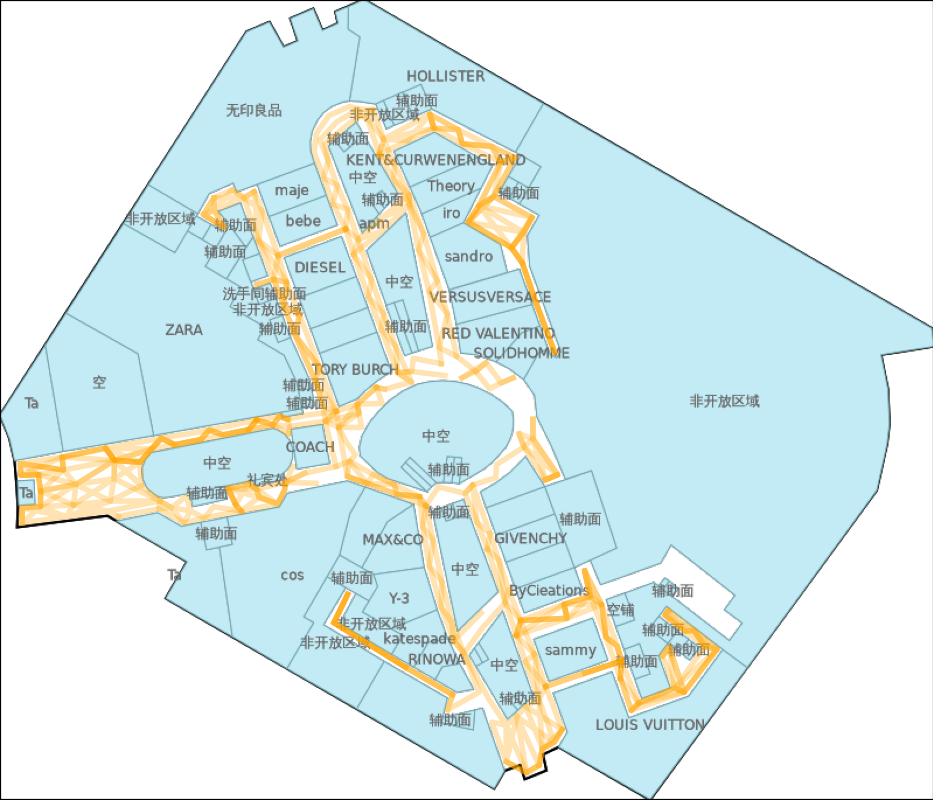 HOLLISTER
辅助面
无印良品
非开放区域
辅助面
KENT&CURWENENGLAND
中空
Theory
maje
辅助面
辅助面
iro
非开放区域
bebe
apm
辅助面
辅助面
sandro
DIESEL
中空
洗手间辅助面
VERSUSVERSACE
非开放区域
ZARA
辅助面
辅助面
RED VALENTINO
SOLIDHOMME
TORY BURCH
空
辅助面
Ta
辅助面
非开放区域
中空
COACH
中空
辅助面
礼宾处
Ta
辅助面
辅助面
辅助面
辅助面
MAX&CO
GIVENCHY
中空
Ta
cos
辅助面
ByCieations
辅助面
Y-3
空铺
非开放区域
辅助面
katespade
非开放区域
sammy
辅助面
RINOWA
中空
辅助面
辅助面
辅助面
LOUIS VUITTON